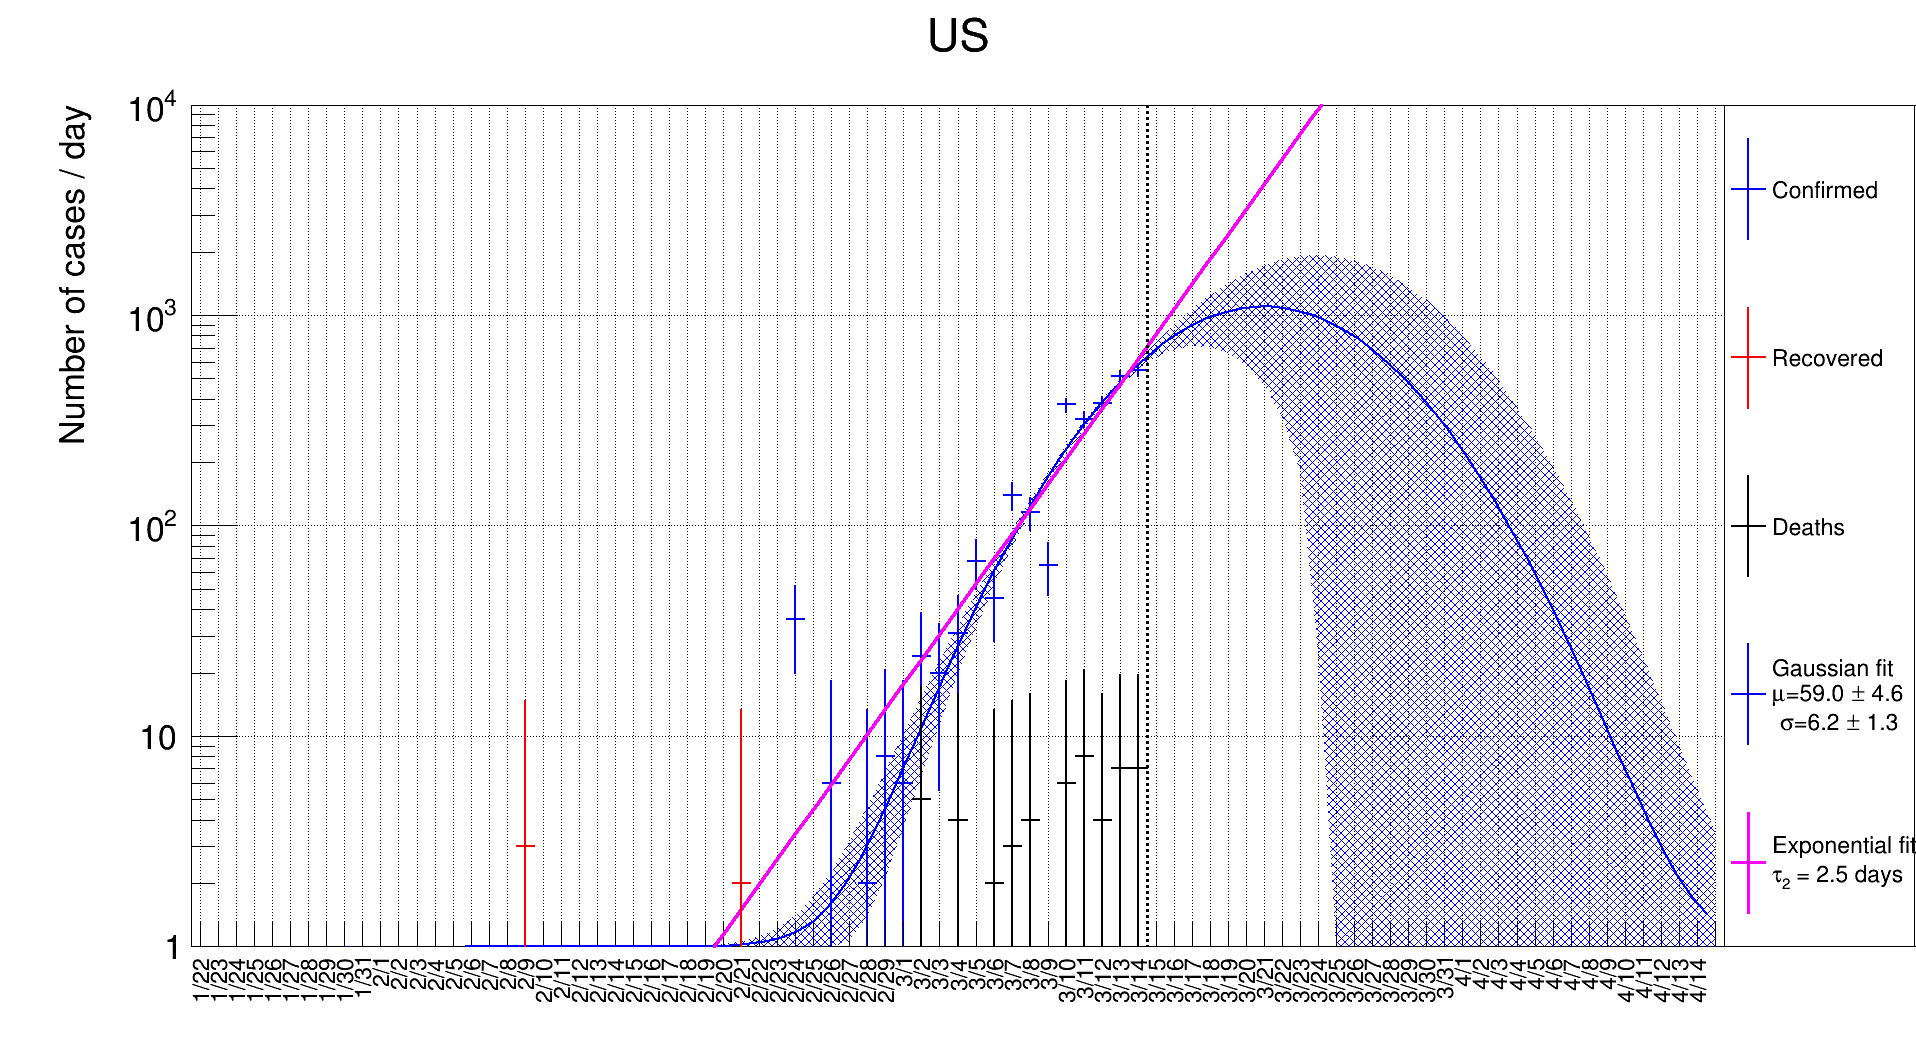 US
Number of cases / day
10^4
10^3
10^2
10
1
1/22 1/23 1/24 1/25 1/26 1/27 1/28 1/29 1/30 1/31 2/1 2/2 2/3 2/4 2/5 2/6 2/7 2/8 2/9 2/10 2/11 2/12 2/13 2/14 2/15 2/16 2/17 2/18 2/19 2/20 2/21 2/22 2/23 2/24 2/25 2/26 2/27 2/28 2/29 3/1 3/2 3/3 3/4 3/5 3/6 3/7 3/8 3/9 3/10 3/11 3/12 3/13 3/14 3/15 3/16 3/17 3/18 3/19 3/20 3/21 3/22 3/23 3/24 3/25 3/26 3/27 3/28 3/29 3/30 3/31 4/1 4/2 4/3 4/4 4/5 4/6 4/7 4/8 4/9 4/10 4/11 4/12 4/13 4/14
Confirmed
Recovered
Deaths
Gaussian fit
μ=59.0 ± 4.6
σ=6.2 ± 1.3
Exponential fit
τ₂ = 2.5 days